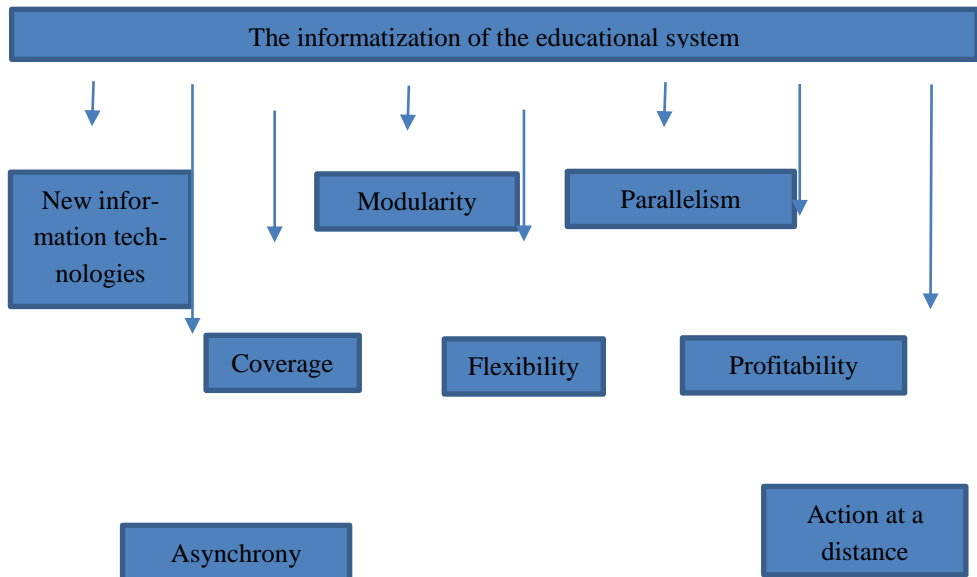 The informatization of the educational system
New infor-
mation tech-
nologies
Modularity
Parallelism
Coverage
Flexibility
Profitability
Action at a
distance
Asynchrony